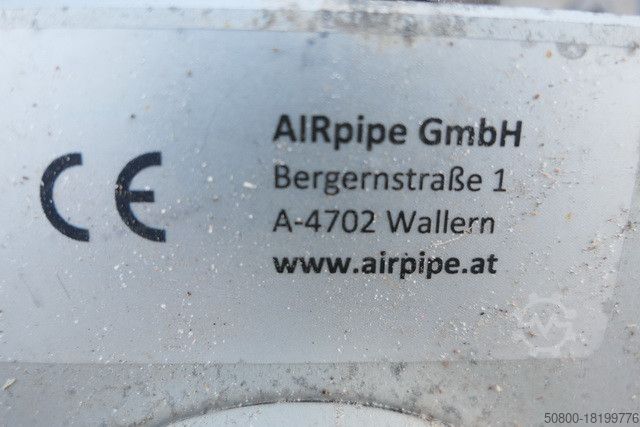 CE
AIRpipe GmbH
Bergernstraße 1
A-4702 Wallern
www.airpipe.at
50800-18199776